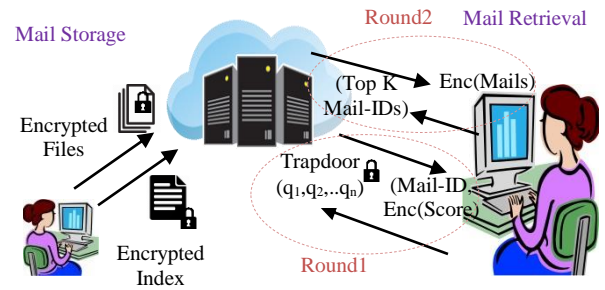 Mail Storage
Round2
Mail Retrieval
Encrypted
Files
Encrypted
Index
(Top K
Mail-IDs)
Enc(Mails)
Trapdoor
(q1,q2,..qn)
(Mail-ID,
Enc(Score)
Round1